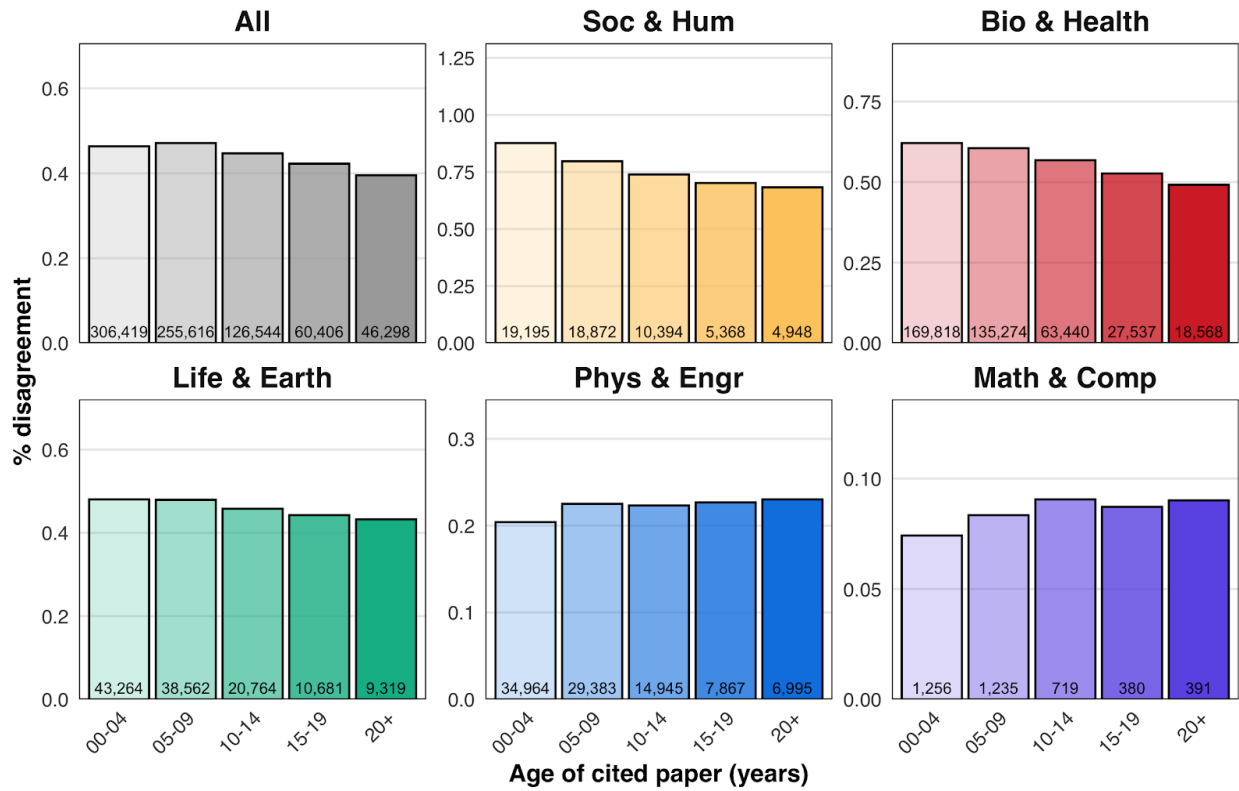 All
Soc & Hum
Bio & Health
0.6
0.4
0.2
0.0
306,419 255,616 126,544 60,406 46,298
1.25
1.00
0.75
0.50
0.25
0.00
19,195 18,872 10,394 5,368 4,948
0.75
0.50
0.25
0.00
169,818 135,274 63,440 27,537 18,568
% disagreement
Life & Earth
Phys & Engr
Math & Comp
0.6
0.4
0.2
0.0
43,264 38,562 20,764 10,681 9,319
00-04 05-09 10-14 15-19 20+
0.3
0.2
0.1
0.0
34,964 29,383 14,945 7,867 6,995
00-04 05-09 10-14 15-19 20+
0.10
0.05
0.00
1,256 1,235 719 380 391
00-04 05-09 10-14 15-19 20+
Age of cited paper (years)